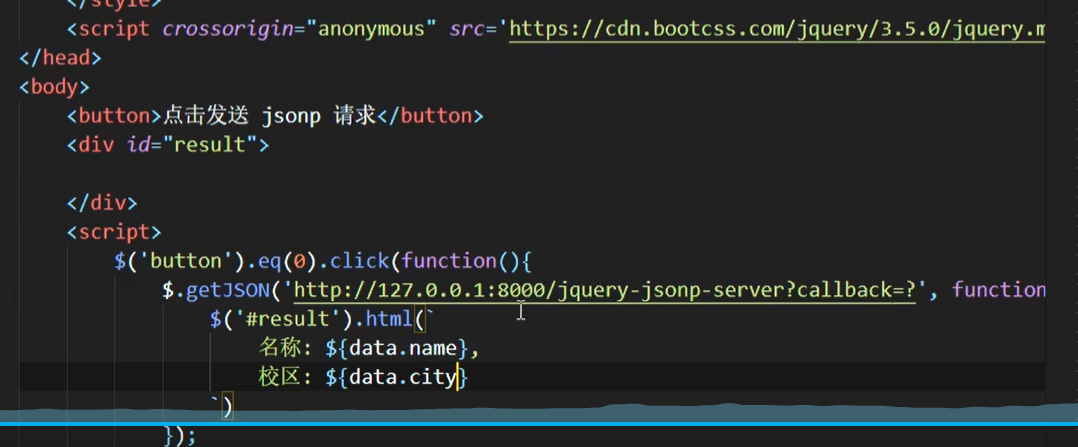 </style>
<script crossorigin="anonymous" src='https://cdn.bootcss.com/jquery/3.5.0/jquery.m
</head>
<body>
<button>点击发送 jsonp 请求</button>
<div id="result">
</div>
<script>
$('button').eq(0).click(function(){
$.getJSON('http://127.0.0.1:8000/jquery-jsonp-server?callback=?', function
$('#result').html(`
名称: ${data.name},
校区: ${data.city}
`)
});